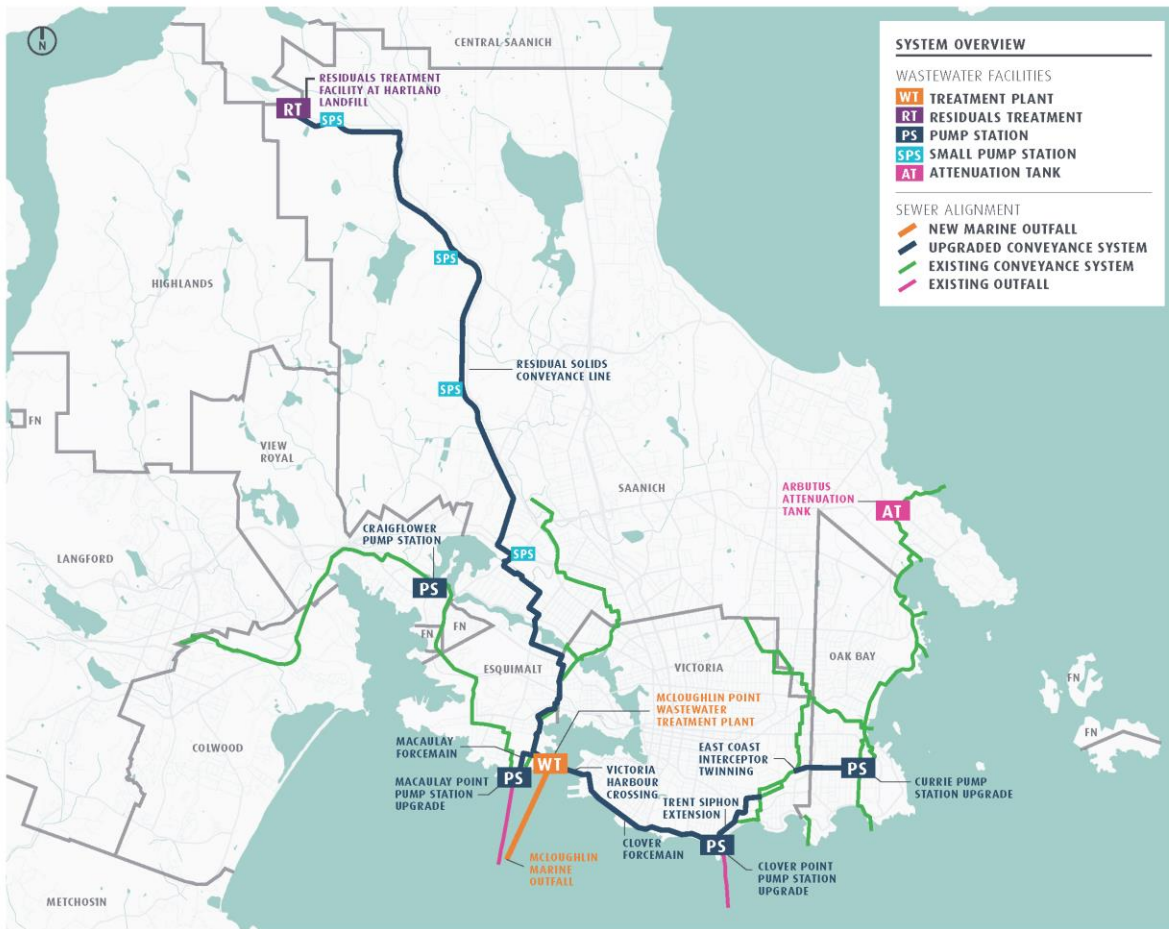 N
CENTRAL SAANICH
RESIDUALS TREATMENT
FACILITY AT HARTLAND
LANDFILL
RT
SPS
SYSTEM OVERVIEW
WASTEWATER FACILITIES
WT TREATMENT PLANT
RT RESIDUALS TREATMENT
PS PUMP STATION
SPS SMALL PUMP STATION
AT ATTENUATION TANK
SEWER ALIGNMENT
NEW MARINE OUTFALL
UPGRADED CONVEYANCE SYSTEM
EXISTING CONVEYANCE SYSTEM
EXISTING OUTFALL
SPS
HIGHLANDS
RESIDUAL SOLIDS
CONVEYANCE LINE
SPS
FN
VIEW
ROYAL
SAANICH
ARBUTUS
ATTENUATION
TANK
AT
CRAIGFLOWER
PUMP STATION
LANGFORD
SPS
PS
FN
FN
ESQUIMALT
VICTORIA
OAK BAY
FN
MCLOUGHLIN POINT
WASTEWATER
TREATMENT PLANT
FN
COLWOOD
MACAULAY
FORCEMAIN
WT
EAST COAST
INTERCEPTOR
TWINNING
PS
MACAULAY POINT
PUMP STATION
UPGRADE
PS
VICTORIA
HARBOUR
CROSSING
CURRIE PUMP
STATION UPGRADE
TRENT SIPHON
EXTENSION
CLOVER
FORCEMAIN
PS
MCLOUGHLIN
MARINE
OUTFALL
CLOVER POINT
PUMP STATION
UPGRADE
METCHOSIN